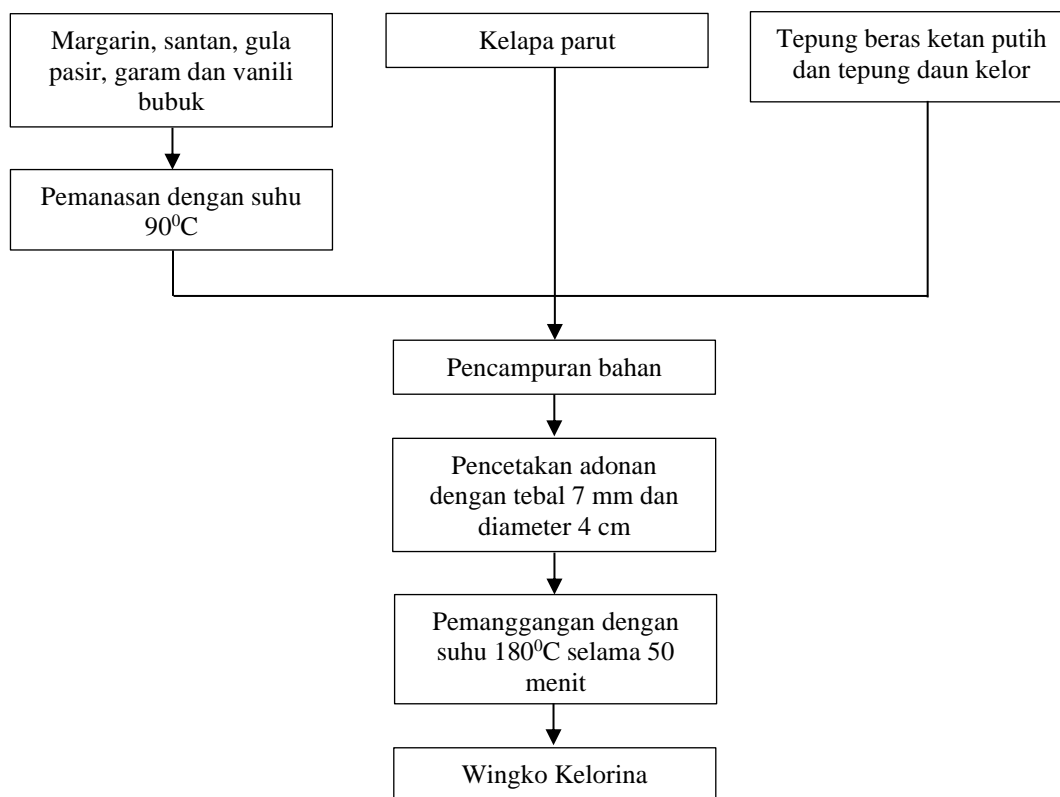 Margarin, santan, gula
pasir, garam dan vanili
bubuk
Kelapa parut
Tepung beras ketan putih
dan tepung daun kelor
Pemanasan dengan suhu
90⁰C
Pencampuran bahan
Pencetakan adonan
dengan tebal 7 mm dan
diameter 4 cm
Pemanggangan dengan
suhu 180⁰C selama 50
menit
Wingko Kelorina